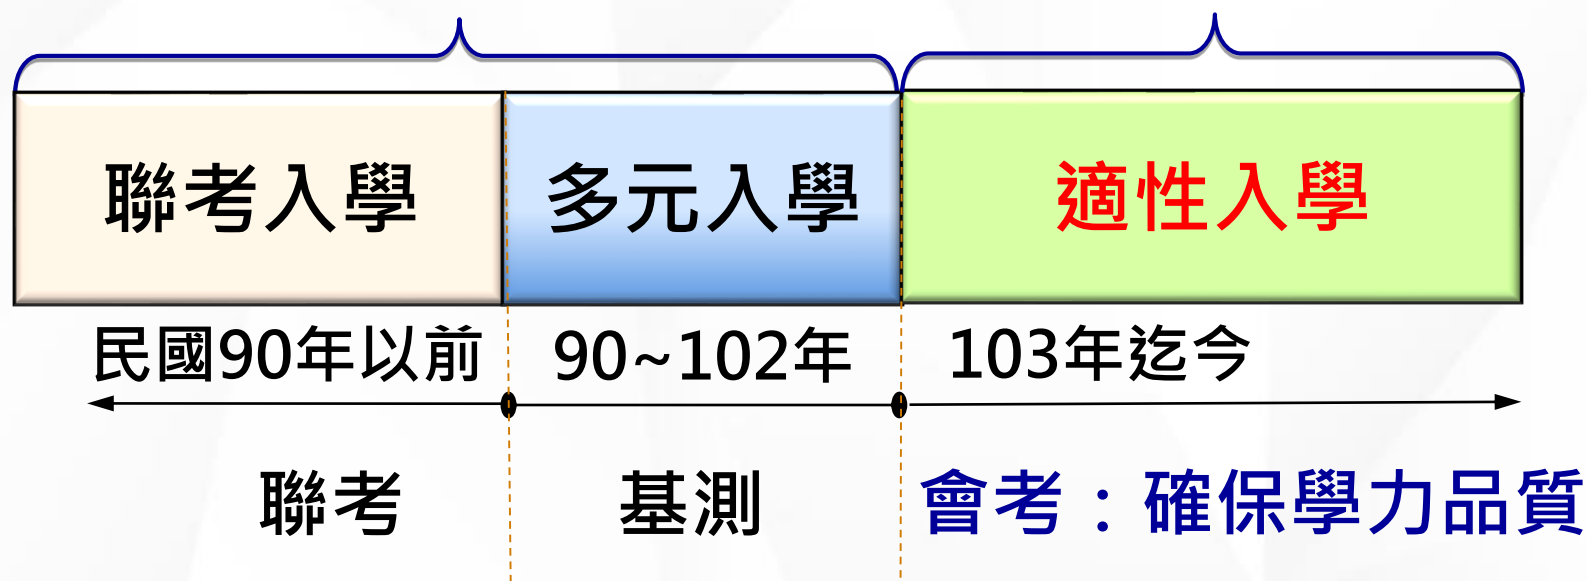 聯考入學 多元入學 適性入學
民國90年以前 90~102年 103年迄今
聯考 基測 會考：確保學力品質